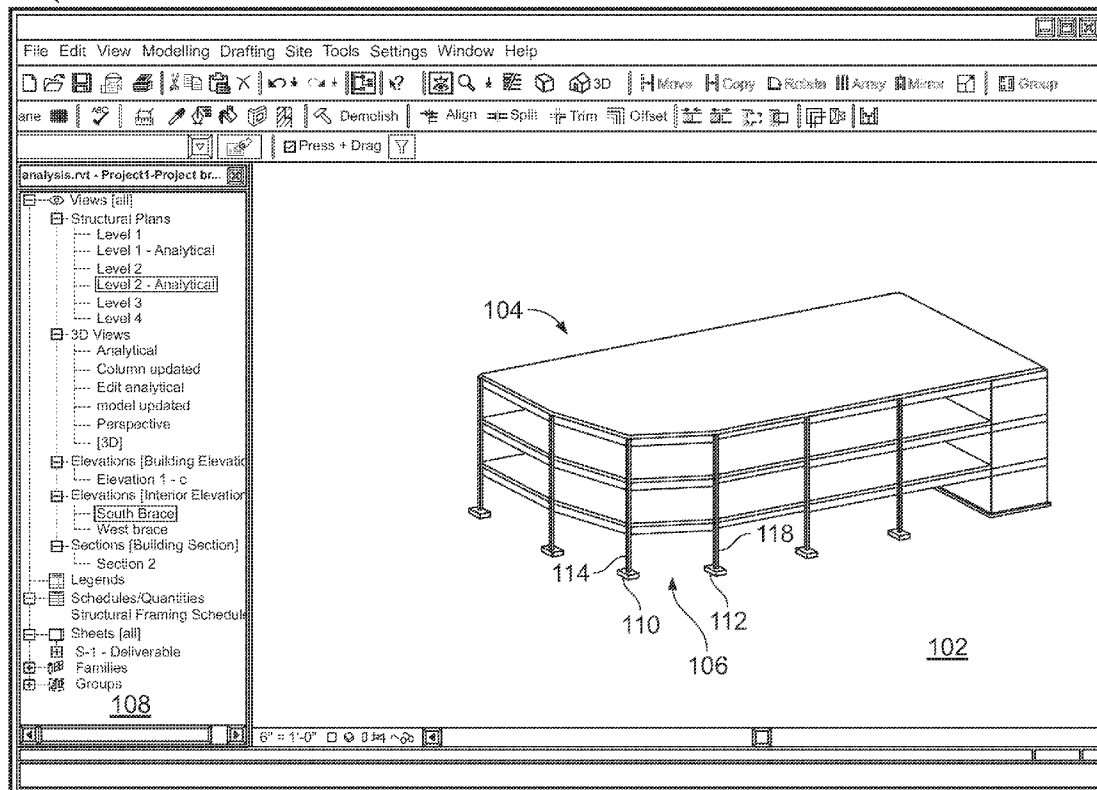 File Edit View Modelling Drafting Site Tools Settings Window Help
3D Move Copy Rotate Array Mirror Group
ane ABC Demolish Align Split Trim Offset
Press + Drag
analysis.rvt - Project1-Project br...
Views [all]
Structural Plans
Level 1
Level 1 - Analytical
Level 2
Level 2 - Analytical
Level 3
Level 4
3D Views
Analytical
Column updated
Edit analytical
model updated
Perspective
[3D]
Elevations [Building Elevatic
Elevation 1 - c
Elevations [Interior Elevation
South Brace
West brace
Sections [Building Section]
Section 2
Legends
Schedules/Quantities
Structural Framing Schedule
Sheets [all]
S-1 - Deliverable
Families
Groups
108
104
114
118
110
112
106
102
6" = 1'-0"